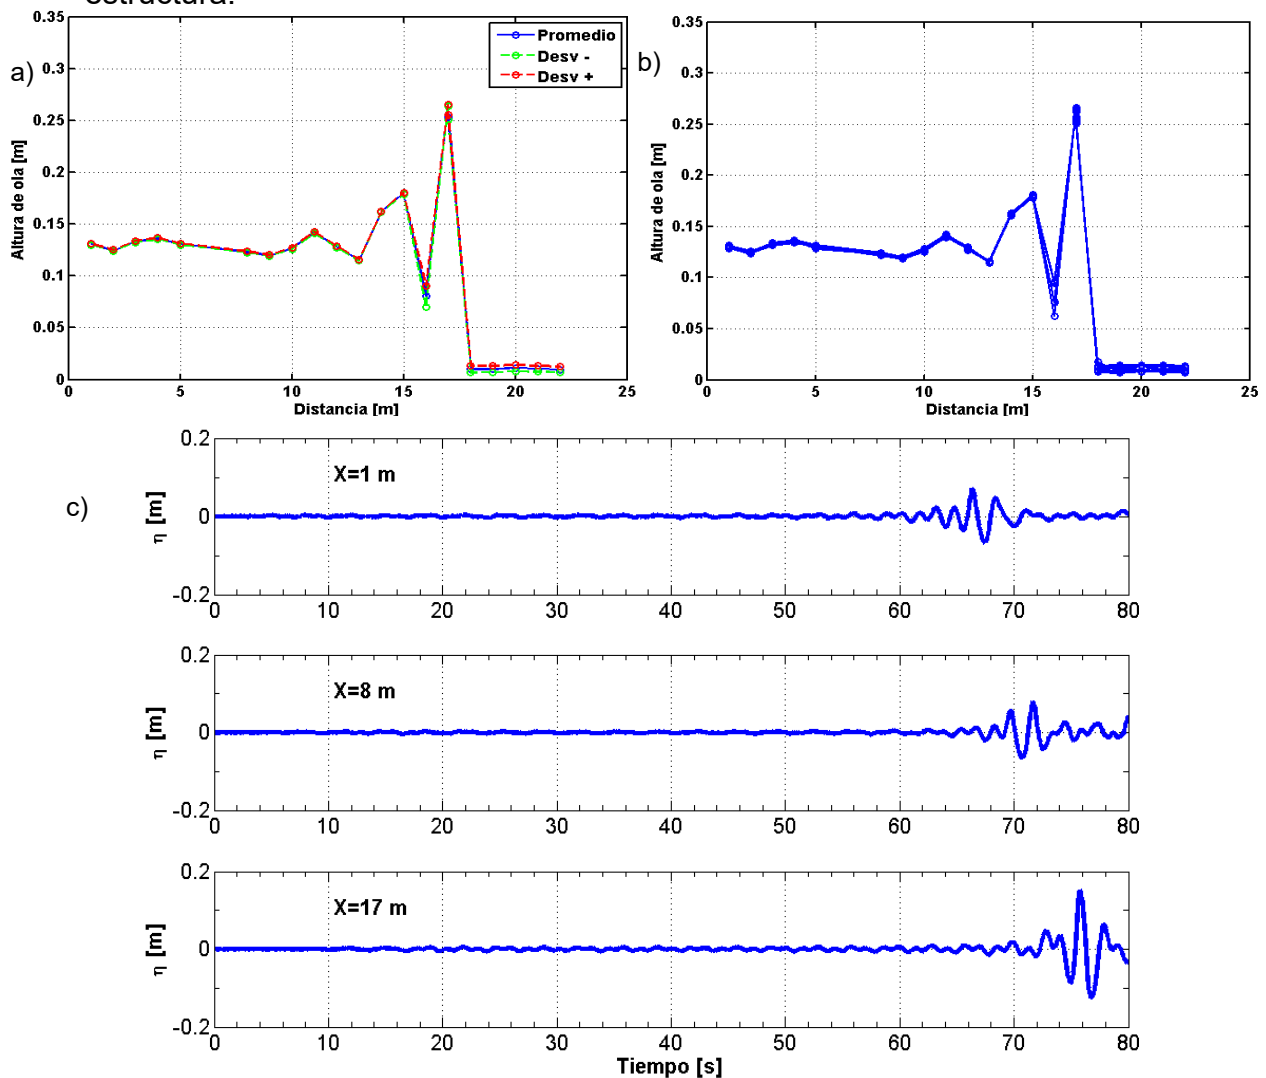 estructura.
a)
0.35
0.3
0.25
0.2
0.15
0.1
0.05
0
Altura de ola [m]
Promedio
Desv -
Desv +
0 5 10 15 20 25
Distancia [m]
b)
0.35
0.3
0.25
0.2
0.15
0.1
0.05
0
Altura de ola [m]
0 5 10 15 20 25
Distancia [m]
c)
0.2
0
-0.2
η [m]
X=1 m
0 10 20 30 40 50 60 70 80
0.2
0
-0.2
η [m]
X=8 m
0 10 20 30 40 50 60 70 80
0.2
0
-0.2
η [m]
X=17 m
0 10 20 30 40 50 60 70 80
Tiempo [s]